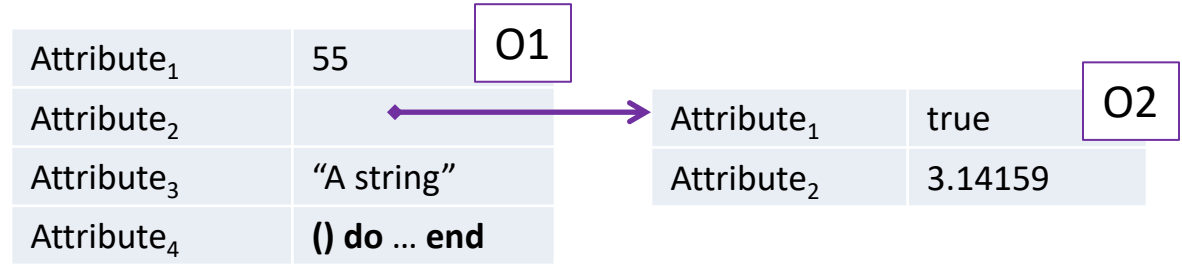 O1
Attribute₁ 55
Attribute₂
Attribute₃ “A string”
Attribute₄ () do ... end
O2
Attribute₁ true
Attribute₂ 3.14159